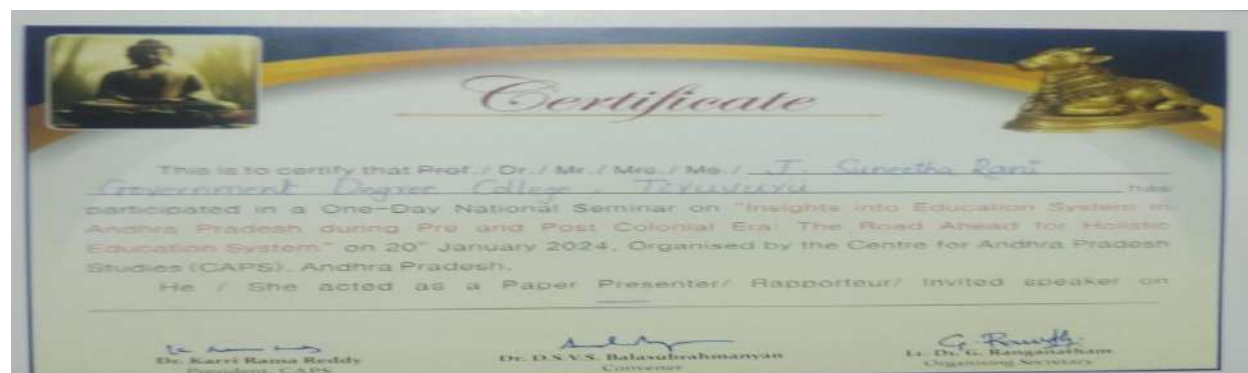 Certificate
This is to certify that Prof / Dr. / Mr. / Mrs. / Ms. / J. Suneetha Rani
Government Degree College, Tiruvuru has
participated in a One-Day National Seminar on "Insights into Education System in
Andhra Pradesh during Pre and Post Colonial Era: The Road Ahead for Holistic
Education System" on 20th January 2024, Organised by the Centre for Andhra Pradesh
Studies (CAPS), Andhra Pradesh.
He / She acted as a Paper Presenter/ Rapporteur/ Invited speaker on
Dr. Karri Rama Reddy
President, CAPS
Dr. D.S.V.S. Balasubrahmanyan
Convener
Lt. Dr. G. Ranganatham
Organising Secretary